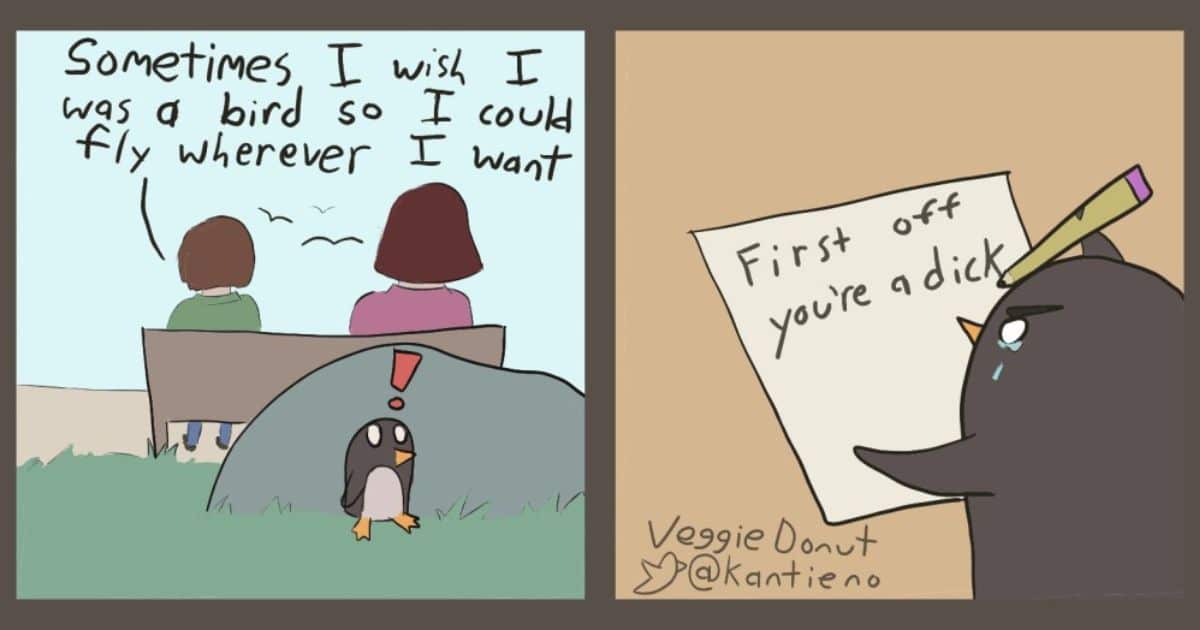 Sometimes I wish I
was a bird so I could
fly wherever I want
!
First off
you're a dick
Veggie Donut
@kantieno